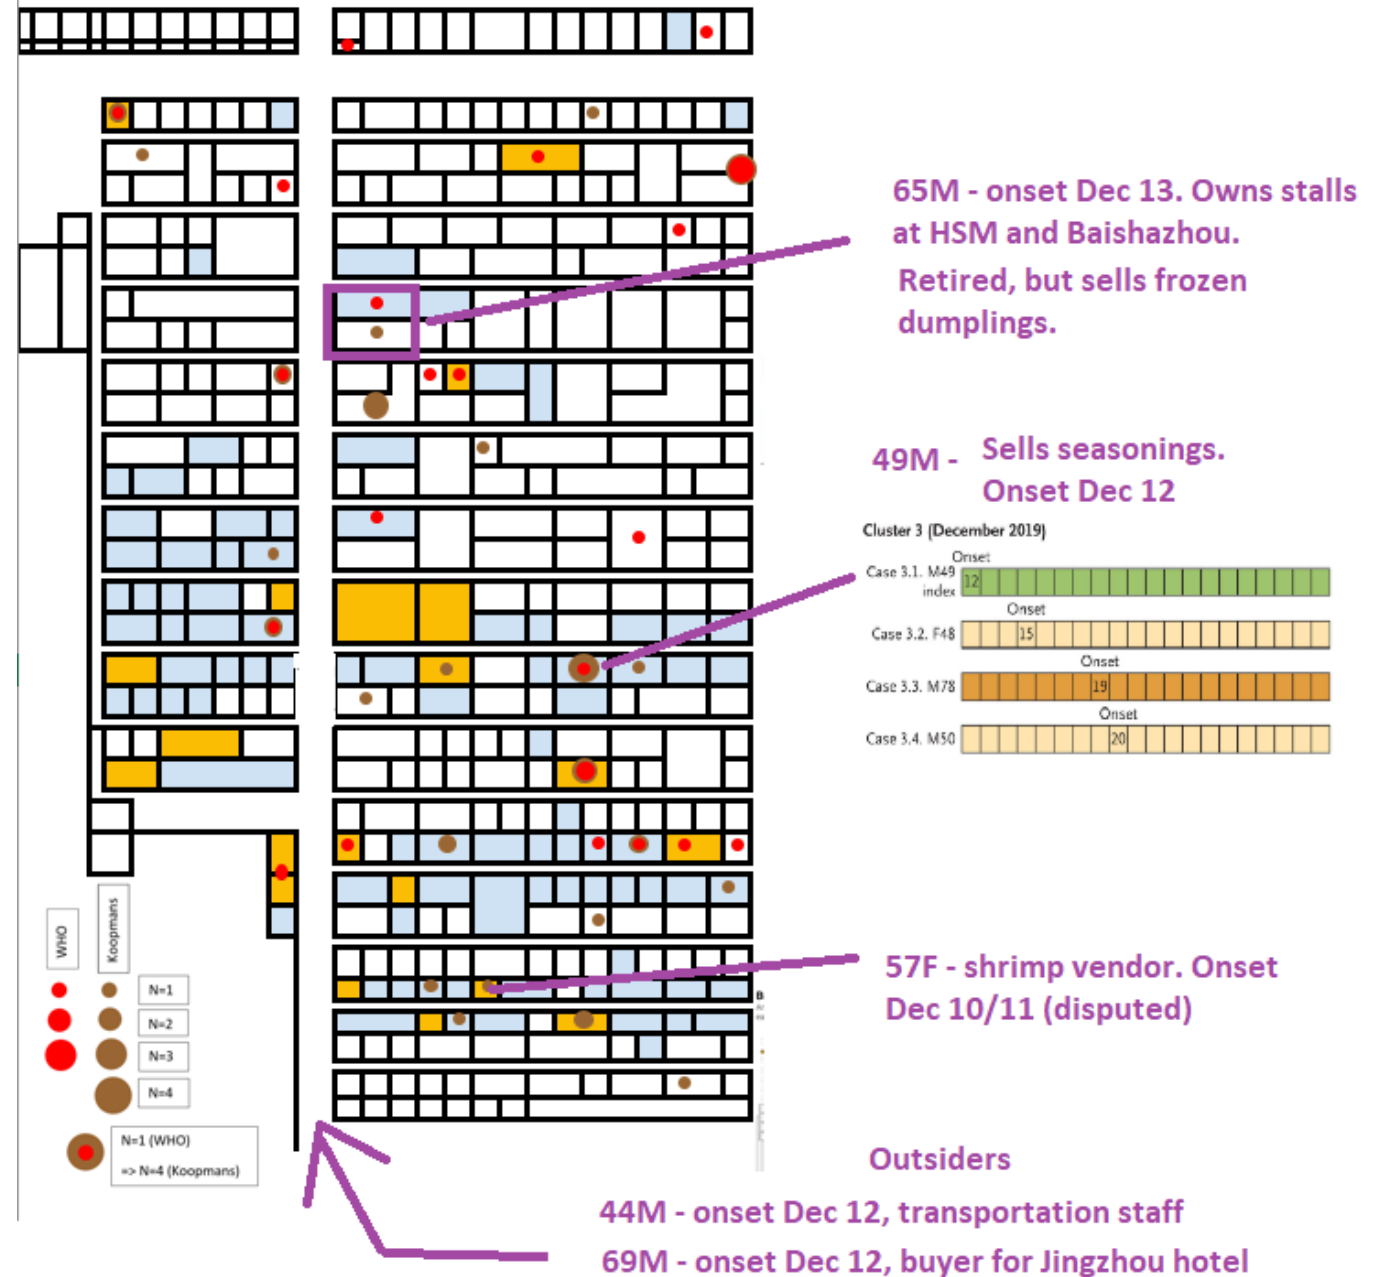 65M - onset Dec 13. Owns stalls
at HSM and Baishazhou.
Retired, but sells frozen
dumplings.
49M - Sells seasonings.
Onset Dec 12
Cluster 3 (December 2019)
Onset
Case 3.1. M49
index
12
Onset
Case 3.2. F48
15
Onset
Case 3.3. M78
19
Onset
Case 3.4. M50
20
WHO
Koopmans
N=1
N=2
N=3
N=4
N=1 (WHO)
=> N=4 (Koopmans)
57F - shrimp vendor. Onset
Dec 10/11 (disputed)
B
Outsiders
44M - onset Dec 12, transportation staff
69M - onset Dec 12, buyer for Jingzhou hotel